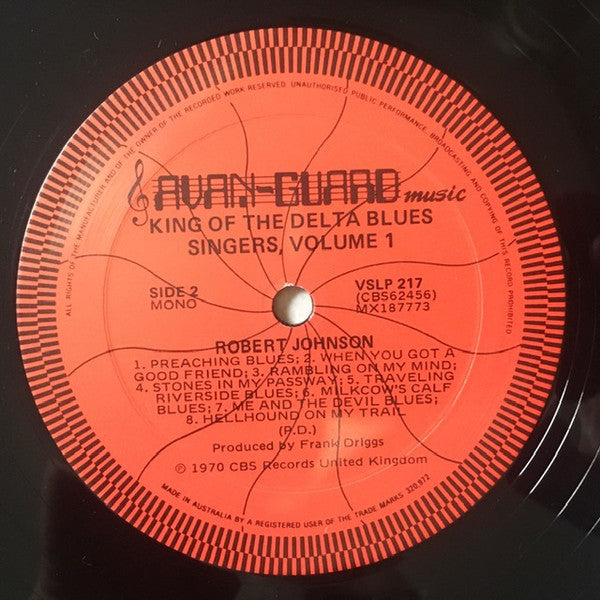 ALL RIGHTS OF THE MANUFACTURER AND OF THE OWNER OF THE RECORDED WORK RESERVED. UNAUTHORISED PUBLIC PERFORMANCE, BROADCASTING AND COPYING OF THIS RECORD PROHIBITED
AVAN-GUARD music
KING OF THE DELTA BLUES
SINGERS, VOLUME 1
SIDE 2
MONO
VSLP 217
(CBS62456)
MX187773
ROBERT JOHNSON
1. PREACHING BLUES; 2. WHEN YOU GOT A
GOOD FRIEND; 3. RAMBLING ON MY MIND;
4. STONES IN MY PASSWAY; 5. TRAVELING
RIVERSIDE BLUES; 6. MILKCOW'S CALF
BLUES; 7. ME AND THE DEVIL BLUES;
8. HELLHOUND ON MY TRAIL
(P.D.)
Produced by Frank Driggs
℗ 1970 CBS Records United Kingdom
MADE IN AUSTRALIA BY A REGISTERED USER OF THE TRADE MARKS 320,972